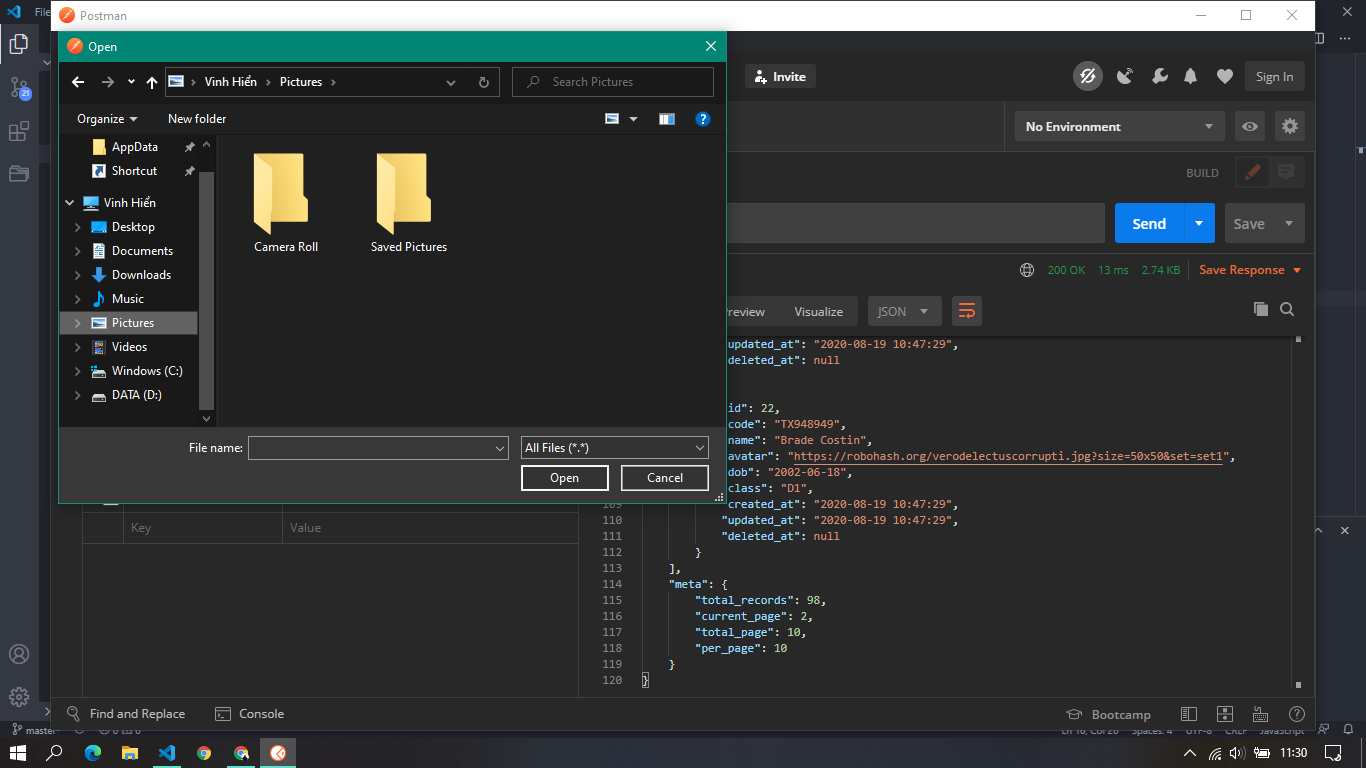 File
Postman
Open
Vinh Hiển
Pictures
Search Pictures
Organize
New folder
AppData
Shortcut
Vinh Hiển
Desktop
Documents
Downloads
Music
Pictures
Videos
Windows (C:)
DATA (D:)
Camera Roll
Saved Pictures
File name:
All Files (*.*)
Open
Cancel
21
Invite
Sign In
No Environment
BUILD
Send
Save
200 OK
13 ms
2.74 KB
Save Response
review
Visualize
JSON
updated_at": "2020-08-19 10:47:29",
deleted_at": null
id": 22,
code": "TX948949",
name": "Brade Costin",
avatar": "https://robohash.org/verodelectuscorrupti.jpg?size=50x50&set=set1",
dob": "2002-06-18",
class": "D1",
created_at": "2020-08-19 10:47:29",
110 "updated_at": "2020-08-19 10:47:29",
111 "deleted_at": null
112 }
113 ],
114 "meta": {
115 "total_records": 98,
116 "current_page": 2,
117 "total_page": 10,
118 "per_page": 10
119 }
120 }
Key
Value
Find and Replace
Console
Bootcamp
master
11:30